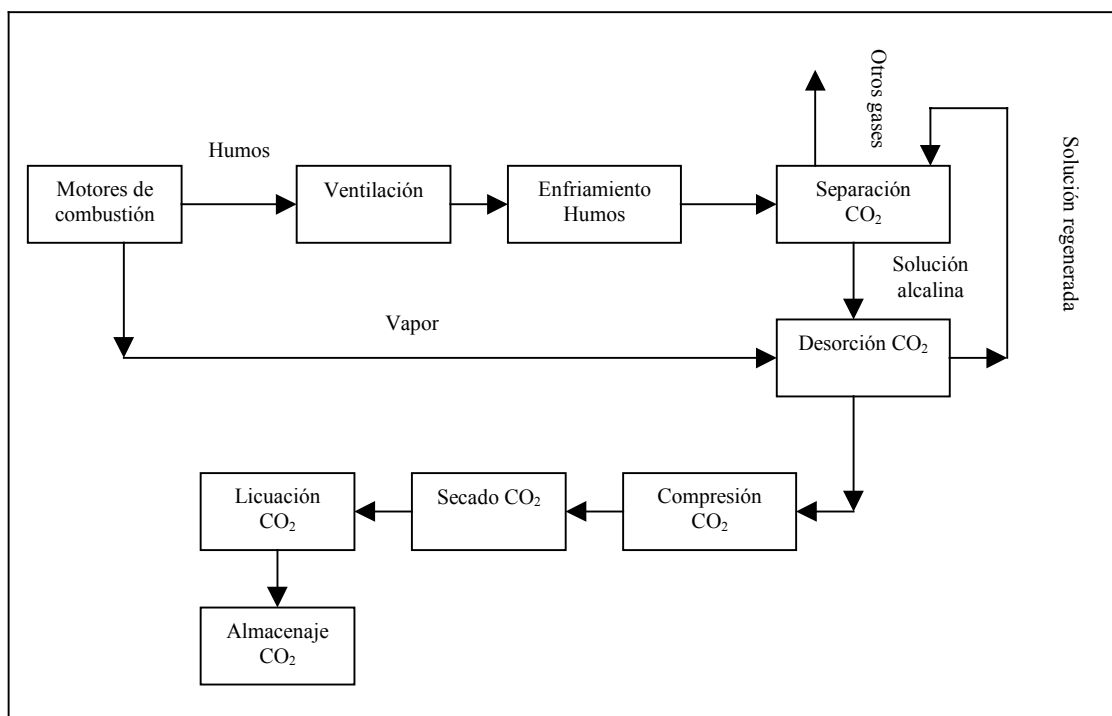 Otros gases
Solución regenerada
Humos
Motores de
combustión
Ventilación
Enfriamiento
Humos
Separación
CO₂
Solución
alcalina
Vapor
Desorción CO₂
Licuación
CO₂
Secado CO₂
Compresión
CO₂
Almacenaje
CO₂